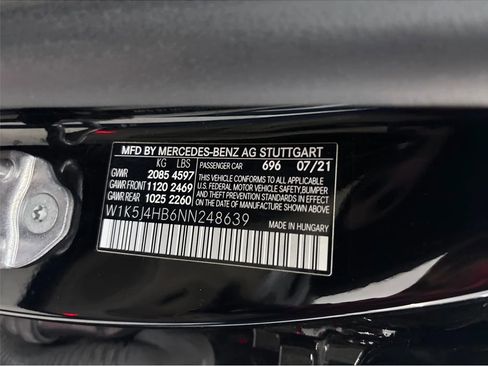 MFD BY MERCEDES-BENZ AG STUTTGART
KG LBS PASSENGER CAR 696 07/21
GVWR 2085 4597 THIS VEHICLE CONFORMS TO ALL APPLICABLE
GAWR FRONT 1120 2469 U.S. FEDERAL MOTOR VEHICLE SAFETY, BUMPER
GAWR REAR 1025 2260 AND THEFT PREVENTION STANDARDS IN EFFECT
ON THE DATE OF MANUFACTURE SHOWN ABOVE.
W1K5J4HB6NN248639 MADE IN HUNGARY